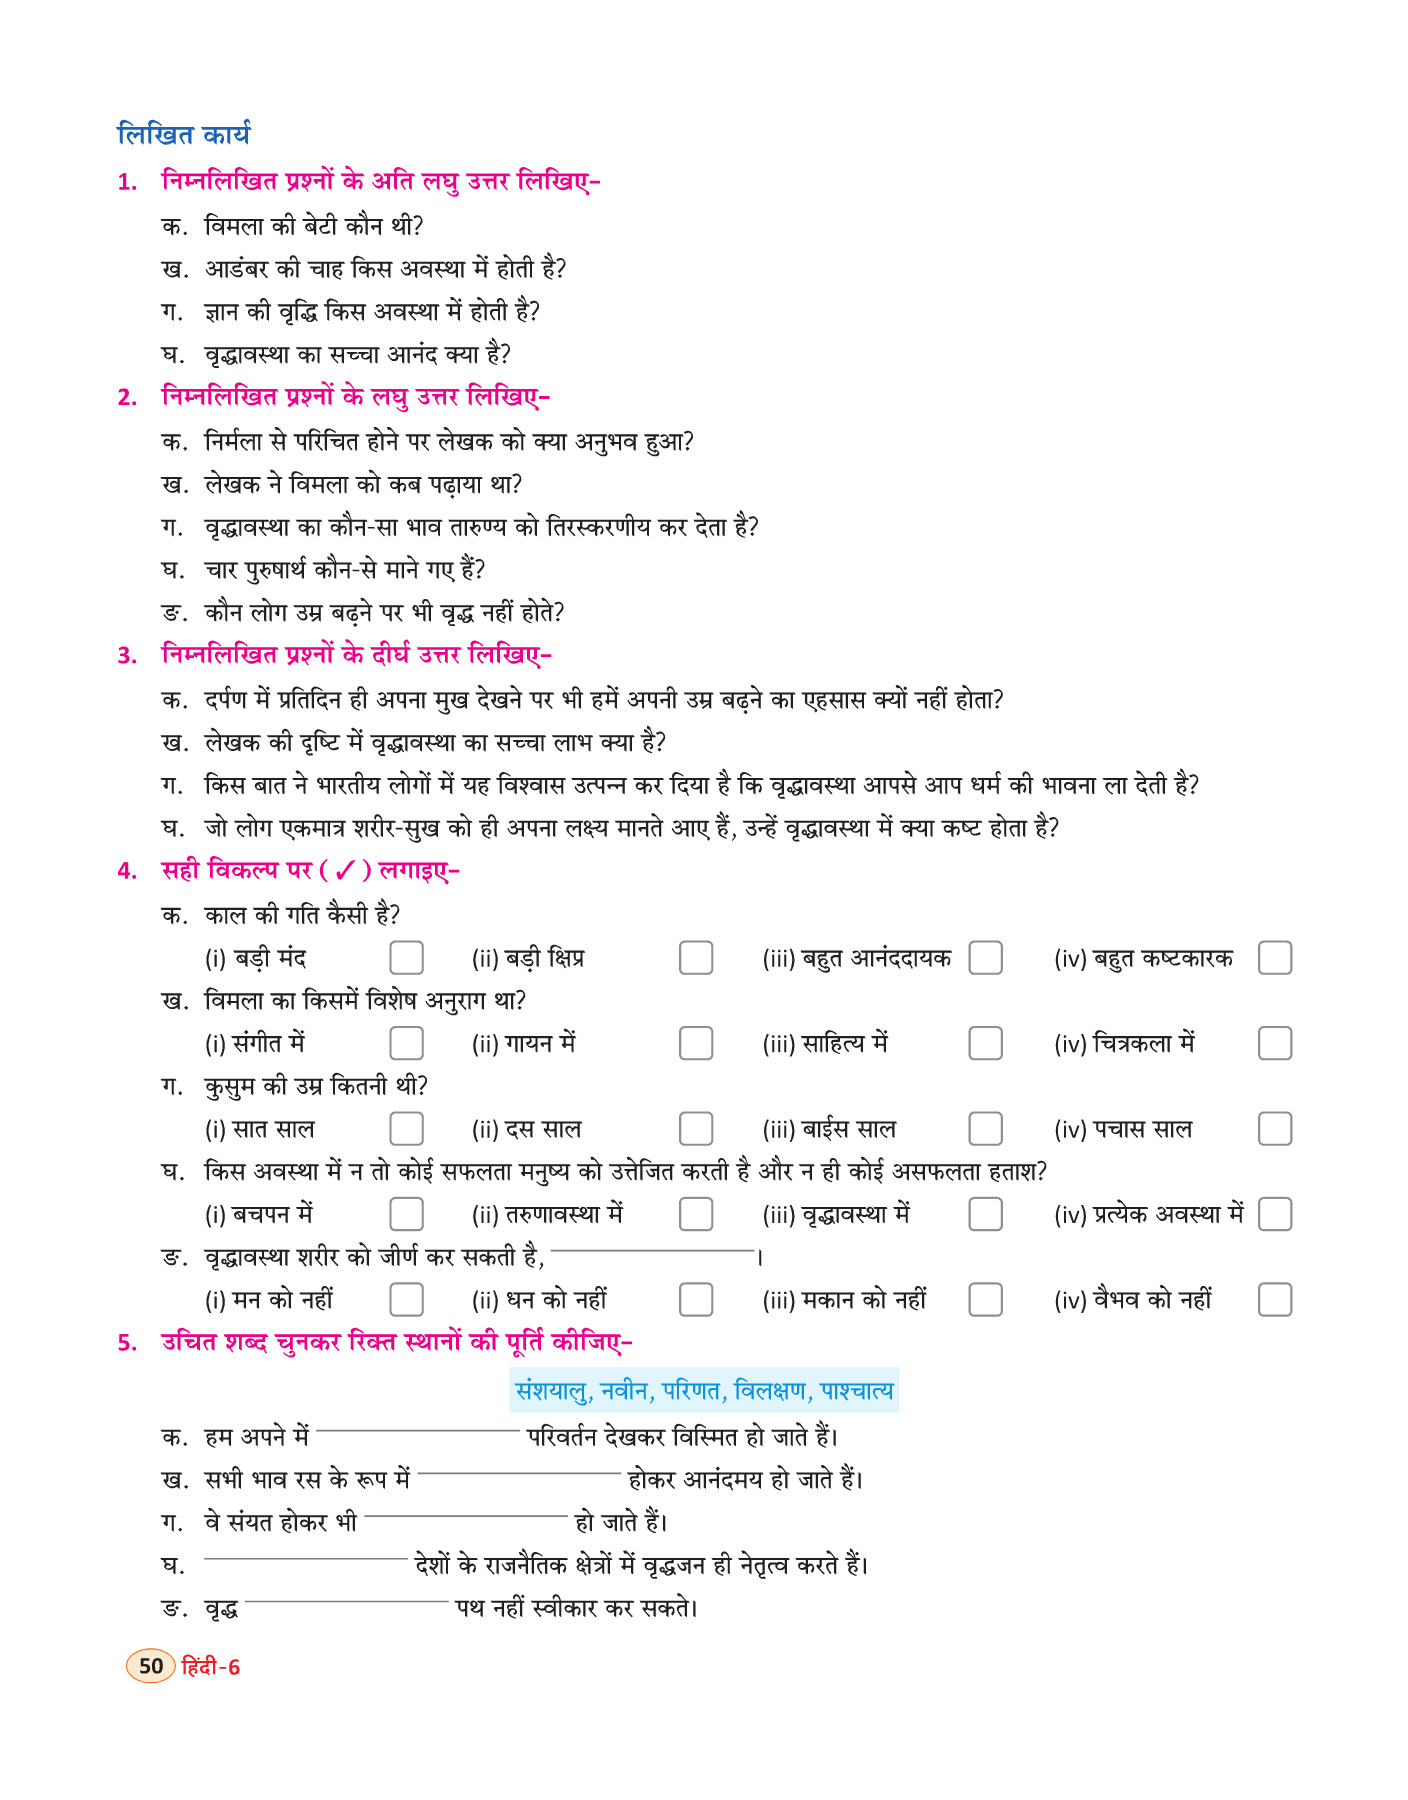 लिखित कार्य
1. निम्नलिखित प्रश्नों के अति लघु उत्तर लिखिए–
क. विमला की बेटी कौन थी?
ख. आडंबर की चाह किस अवस्था में होती है?
ग. ज्ञान की वृद्धि किस अवस्था में होती है?
घ. वृद्धावस्था का सच्चा आनंद क्या है?
2. निम्नलिखित प्रश्नों के लघु उत्तर लिखिए–
क. निर्मला से परिचित होने पर लेखक को क्या अनुभव हुआ?
ख. लेखक ने विमला को कब पढ़ाया था?
ग. वृद्धावस्था का कौन-सा भाव तारुण्य को तिरस्करणीय कर देता है?
घ. चार पुरुषार्थ कौन-से माने गए हैं?
ङ. कौन लोग उम्र बढ़ने पर भी वृद्ध नहीं होते?
3. निम्नलिखित प्रश्नों के दीर्घ उत्तर लिखिए–
क. दर्पण में प्रतिदिन ही अपना मुख देखने पर भी हमें अपनी उम्र बढ़ने का एहसास क्यों नहीं होता?
ख. लेखक की दृष्टि में वृद्धावस्था का सच्चा लाभ क्या है?
ग. किस बात ने भारतीय लोगों में यह विश्वास उत्पन्न कर दिया है कि वृद्धावस्था आपसे आप धर्म की भावना ला देती है?
घ. जो लोग एकमात्र शरीर-सुख को ही अपना लक्ष्य मानते आए हैं, उन्हें वृद्धावस्था में क्या कष्ट होता है?
4. सही विकल्प पर (✓) लगाइए–
क. काल की गति कैसी है?
(i) बड़ी मंद (ii) बड़ी क्षिप्र (iii) बहुत आनंददायक (iv) बहुत कष्टकारक
ख. विमला का किसमें विशेष अनुराग था?
(i) संगीत में (ii) गायन में (iii) साहित्य में (iv) चित्रकला में
ग. कुसुम की उम्र कितनी थी?
(i) सात साल (ii) दस साल (iii) बाईस साल (iv) पचास साल
घ. किस अवस्था में न तो कोई सफलता मनुष्य को उत्तेजित करती है और न ही कोई असफलता हताश?
(i) बचपन में (ii) तरुणावस्था में (iii) वृद्धावस्था में (iv) प्रत्येक अवस्था में
ङ. वृद्धावस्था शरीर को जीर्ण कर सकती है, ____________ ।
(i) मन को नहीं (ii) धन को नहीं (iii) मकान को नहीं (iv) वैभव को नहीं
5. उचित शब्द चुनकर रिक्त स्थानों की पूर्ति कीजिए–
संशयालु, नवीन, परिणत, विलक्षण, पाश्चात्य
क. हम अपने में ____________ परिवर्तन देखकर विस्मित हो जाते हैं।
ख. सभी भाव रस के रूप में ____________ होकर आनंदमय हो जाते हैं।
ग. वे संयत होकर भी ____________ हो जाते हैं।
घ. ____________ देशों के राजनैतिक क्षेत्रों में वृद्धजन ही नेतृत्व करते हैं।
ङ. वृद्ध ____________ पथ नहीं स्वीकार कर सकते।
50 हिंदी-6